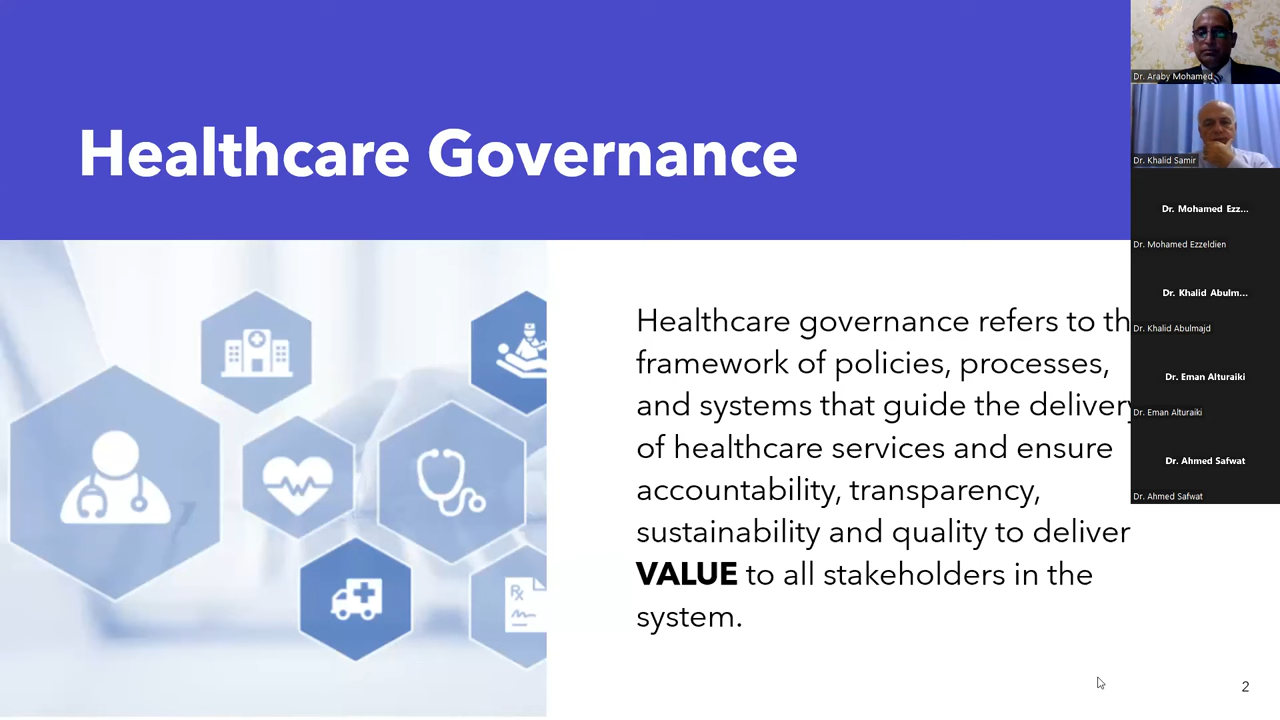 Healthcare Governance
Healthcare governance refers to th
framework of policies, processes,
and systems that guide the delivery
of healthcare services and ensure
accountability, transparency,
sustainability and quality to deliver
VALUE to all stakeholders in the
system.
2
Dr. Araby Mohamed
Dr. Khalid Samir
Dr. Mohamed Ezz...
Dr. Mohamed Ezzeldien
Dr. Khalid Abulm...
Dr. Khalid Abulmajd
Dr. Eman Alturaiki
Dr. Eman Alturaiki
Dr. Ahmed Safwat
Dr. Ahmed Safwat
Rx